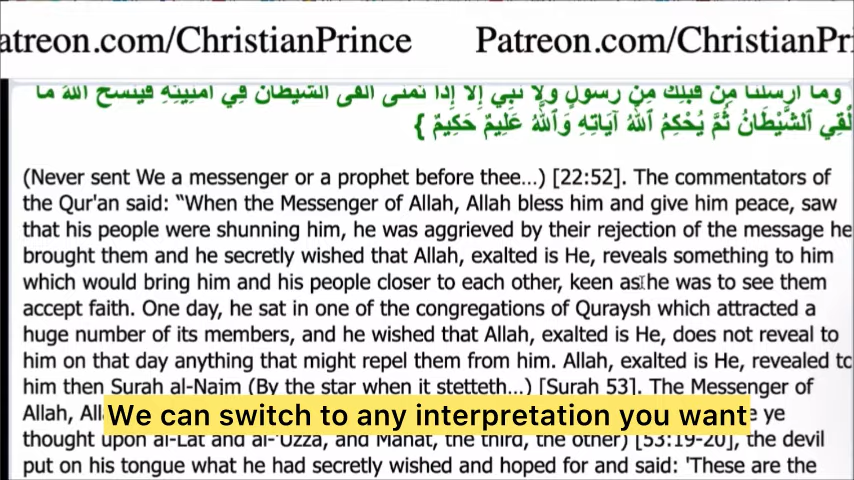 atreon.com/ChristianPrince Patreon.com/ChristianPri
وما أرسلنا من قبلك من رسول ولا نبي إلا إذا تمنى ألقى الشيطان في أمنيته فينسخ الله ما
لْقِي ٱلشَّيْطَانُ ثُمَّ يُحْكِمُ ٱللَّهُ آيَاتِهِ وَٱللَّهُ عَلِيمٌ حَكِيمٌ }
(Never sent We a messenger or a prophet before thee...) [22:52]. The commentators of
the Qur'an said: “When the Messenger of Allah, Allah bless him and give him peace, saw
that his people were shunning him, he was aggrieved by their rejection of the message he
brought them and he secretly wished that Allah, exalted is He, reveals something to him
which would bring him and his people closer to each other, keen as he was to see them
accept faith. One day, he sat in one of the congregations of Quraysh which attracted a
huge number of its members, and he wished that Allah, exalted is He, does not reveal to
him on that day anything that might repel them from him. Allah, exalted is He, revealed to
him then Surah al-Najm (By the star when it stetteth...) [Surah 53]. The Messenger of
Allah, All
We can switch to any interpretation you want
e ye
thought upon al-Lat and al-'Uzza, and Manat, the third, the other) [53:19-20], the devil
put on his tongue what he had secretly wished and hoped for and said: 'These are the